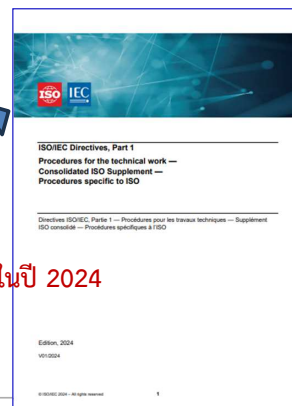 ISO IEC
ISO/IEC Directives, Part 1
Procedures for the technical work —
Consolidated ISO Supplement —
Procedures specific to ISO
Directives ISO/IEC, Partie 1 — Procédures pour les travaux techniques — Supplément
ISO consolidé — Procédures spécifiques à l'ISO
ในปี 2024
Edition, 2024
V01/2024
© ISO/IEC 2024 – All rights reserved 1